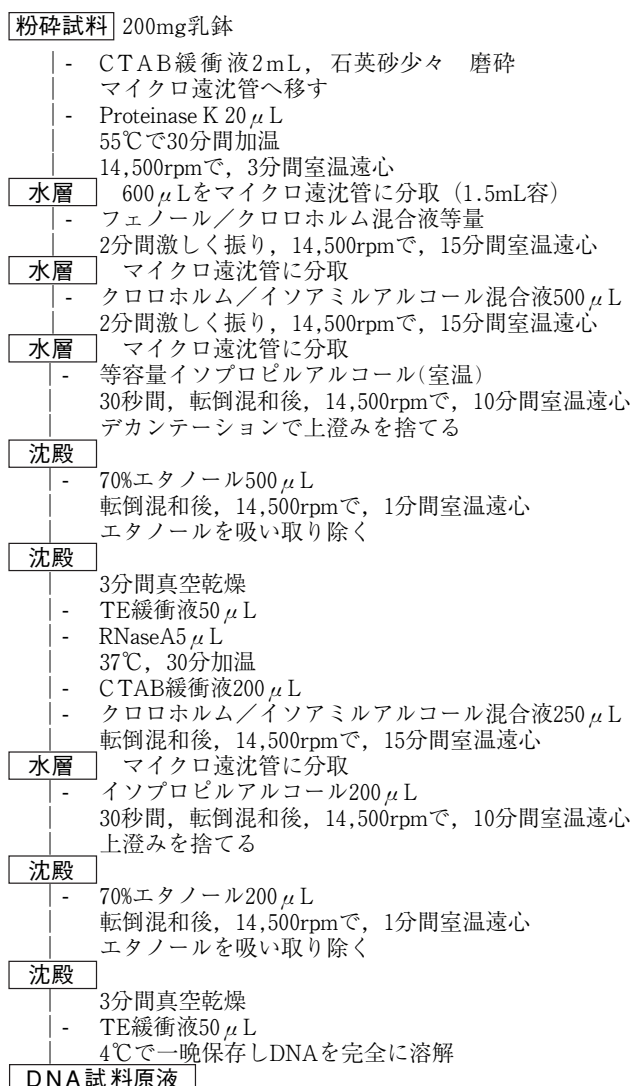 粉砕試料 200mg乳鉢
- CTAB緩衝液2mL，石英砂少々　磨砕
マイクロ遠沈管へ移す
- Proteinase K 20μL
55℃で30分間加温
14,500rpmで，3分間室温遠心
水層　600μLをマイクロ遠沈管に分取（1.5mL容）
- フェノール／クロロホルム混合液等量
2分間激しく振り，14,500rpmで，15分間室温遠心
水層　マイクロ遠沈管に分取
- クロロホルム／イソアミルアルコール混合液500μL
2分間激しく振り，14,500rpmで，15分間室温遠心
水層　マイクロ遠沈管に分取
- 等容量イソプロピルアルコール(室温）
30秒間，転倒混和後，14,500rpmで，10分間室温遠心
デカンテーションで上澄みを捨てる
沈殿
- 70%エタノール500μL
転倒混和後，14,500rpmで，1分間室温遠心
エタノールを吸い取り除く
沈殿
3分間真空乾燥
- TE緩衝液50μL
- RNaseA5μL
37℃，30分加温
- CTAB緩衝液200μL
- クロロホルム／イソアミルアルコール混合液250μL
転倒混和後，14,500rpmで，15分間室温遠心
水層　マイクロ遠沈管に分取
- イソプロピルアルコール200μL
30秒間，転倒混和後，14,500rpmで，10分間室温遠心
上澄みを捨てる
沈殿
- 70%エタノール200μL
転倒混和後，14,500rpmで，1分間室温遠心
エタノールを吸い取り除く
沈殿
3分間真空乾燥
- TE緩衝液50μL
4℃で一晩保存しDNAを完全に溶解
DNA試料原液